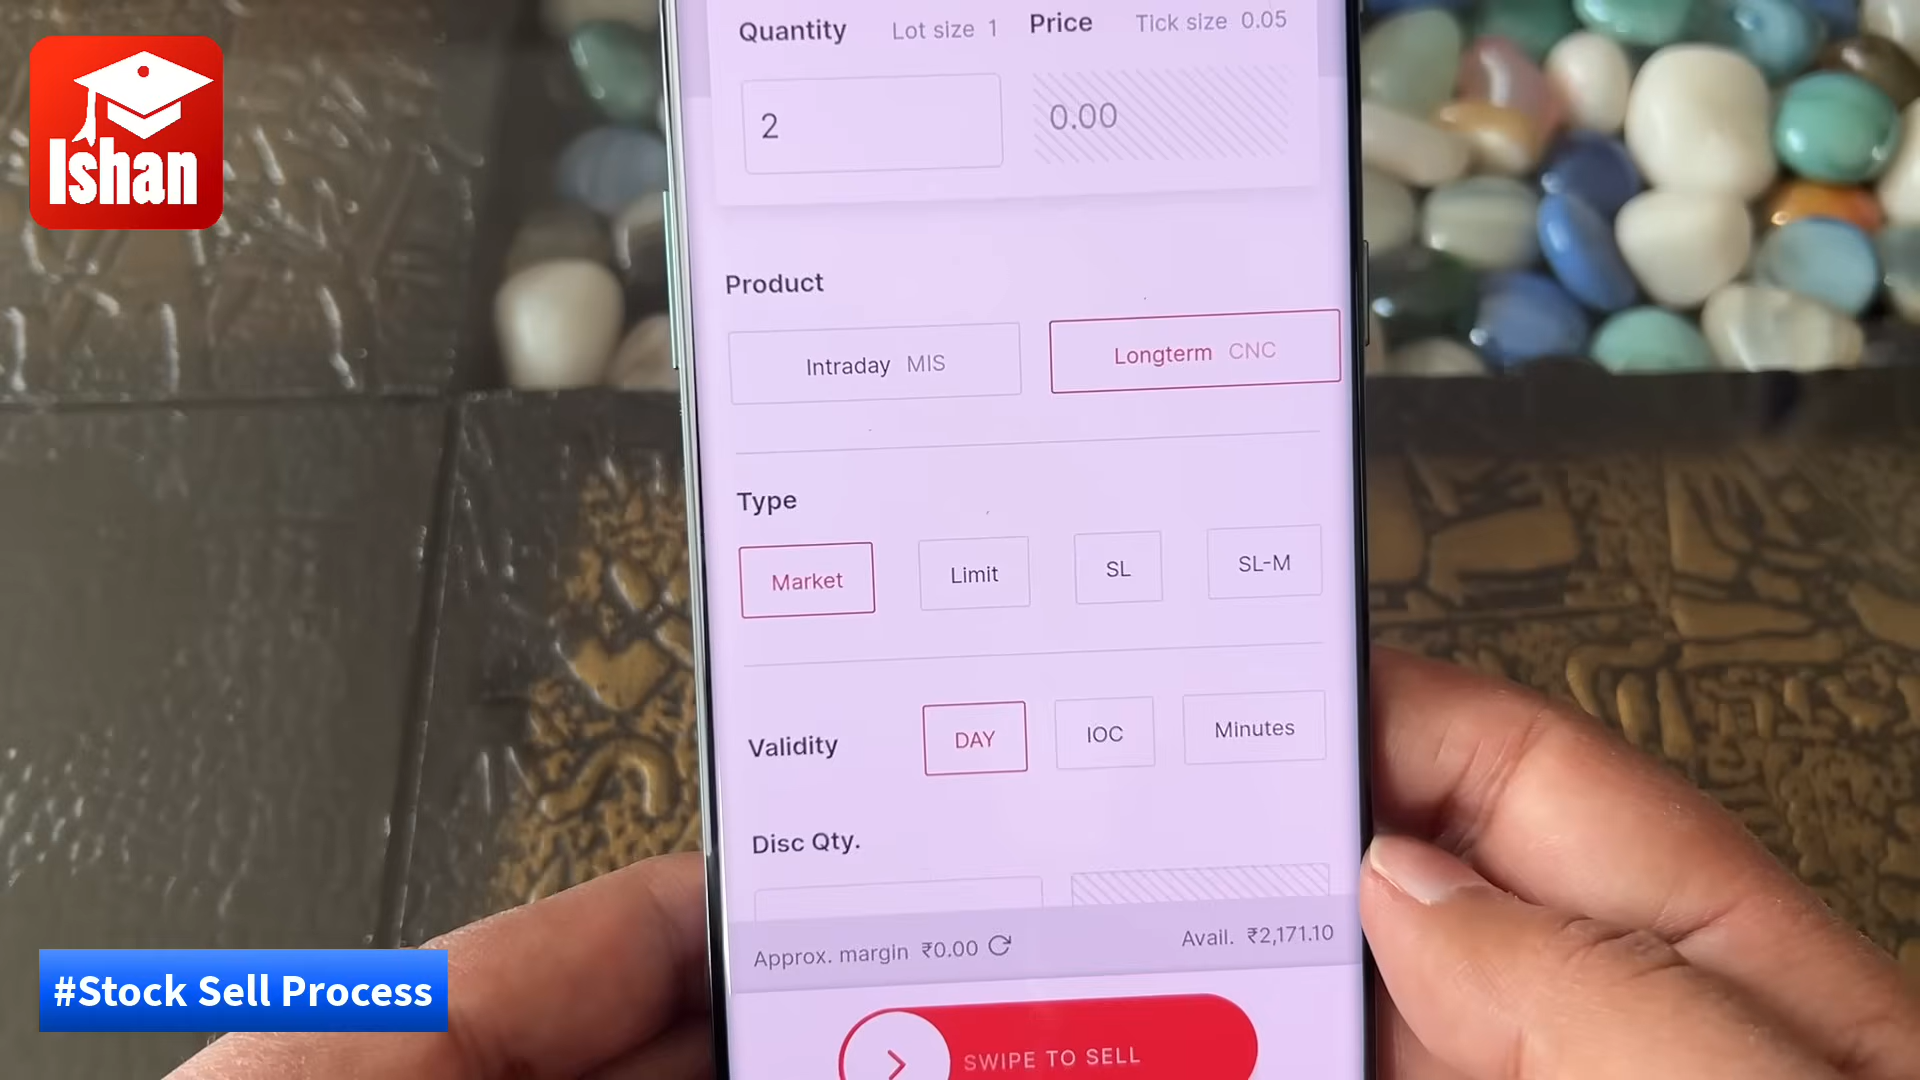 Ishan
Quantity Lot size 1 Price Tick size 0.05
2 0.00
Product
Intraday MIS Longterm CNC
Type
Market Limit SL SL-M
Validity DAY IOC Minutes
Disc Qty.
Approx. margin ₹0.00 Avail. ₹2,171.10
SWIPE TO SELL
#Stock Sell Process